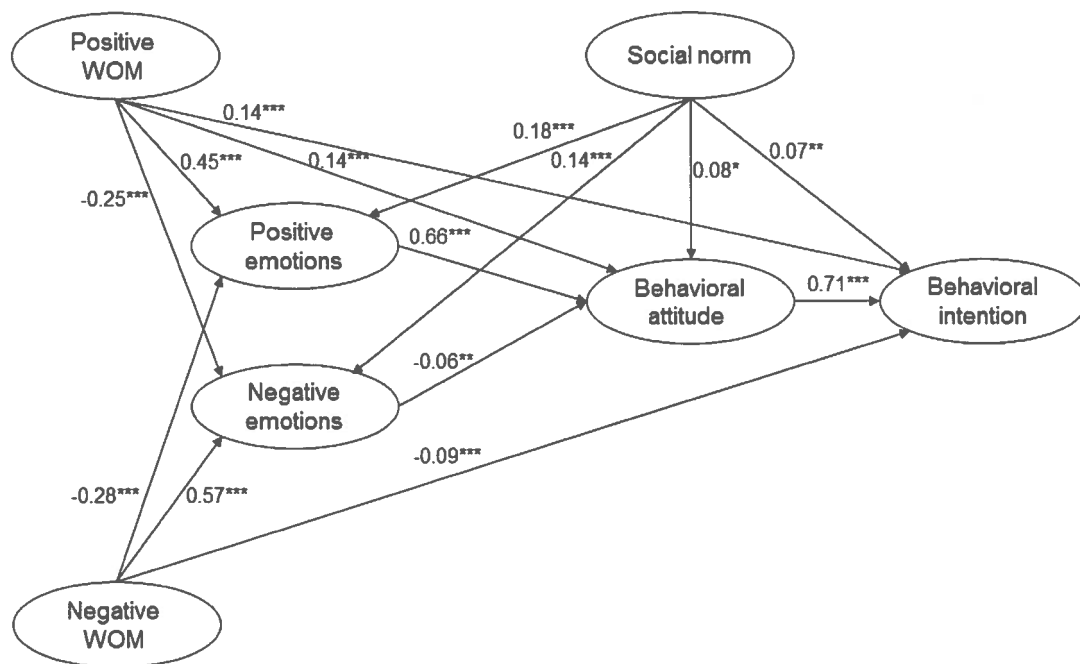 Positive
WOM
Social norm
0.14***
0.18***
0.45***
0.14***
0.14***
0.07**
0.08*
-0.25***
Positive
emotions
0.66***
Behavioral
attitude
0.71***
Behavioral
intention
-0.06**
Negative
emotions
-0.09***
-0.28***
0.57***
Negative
WOM